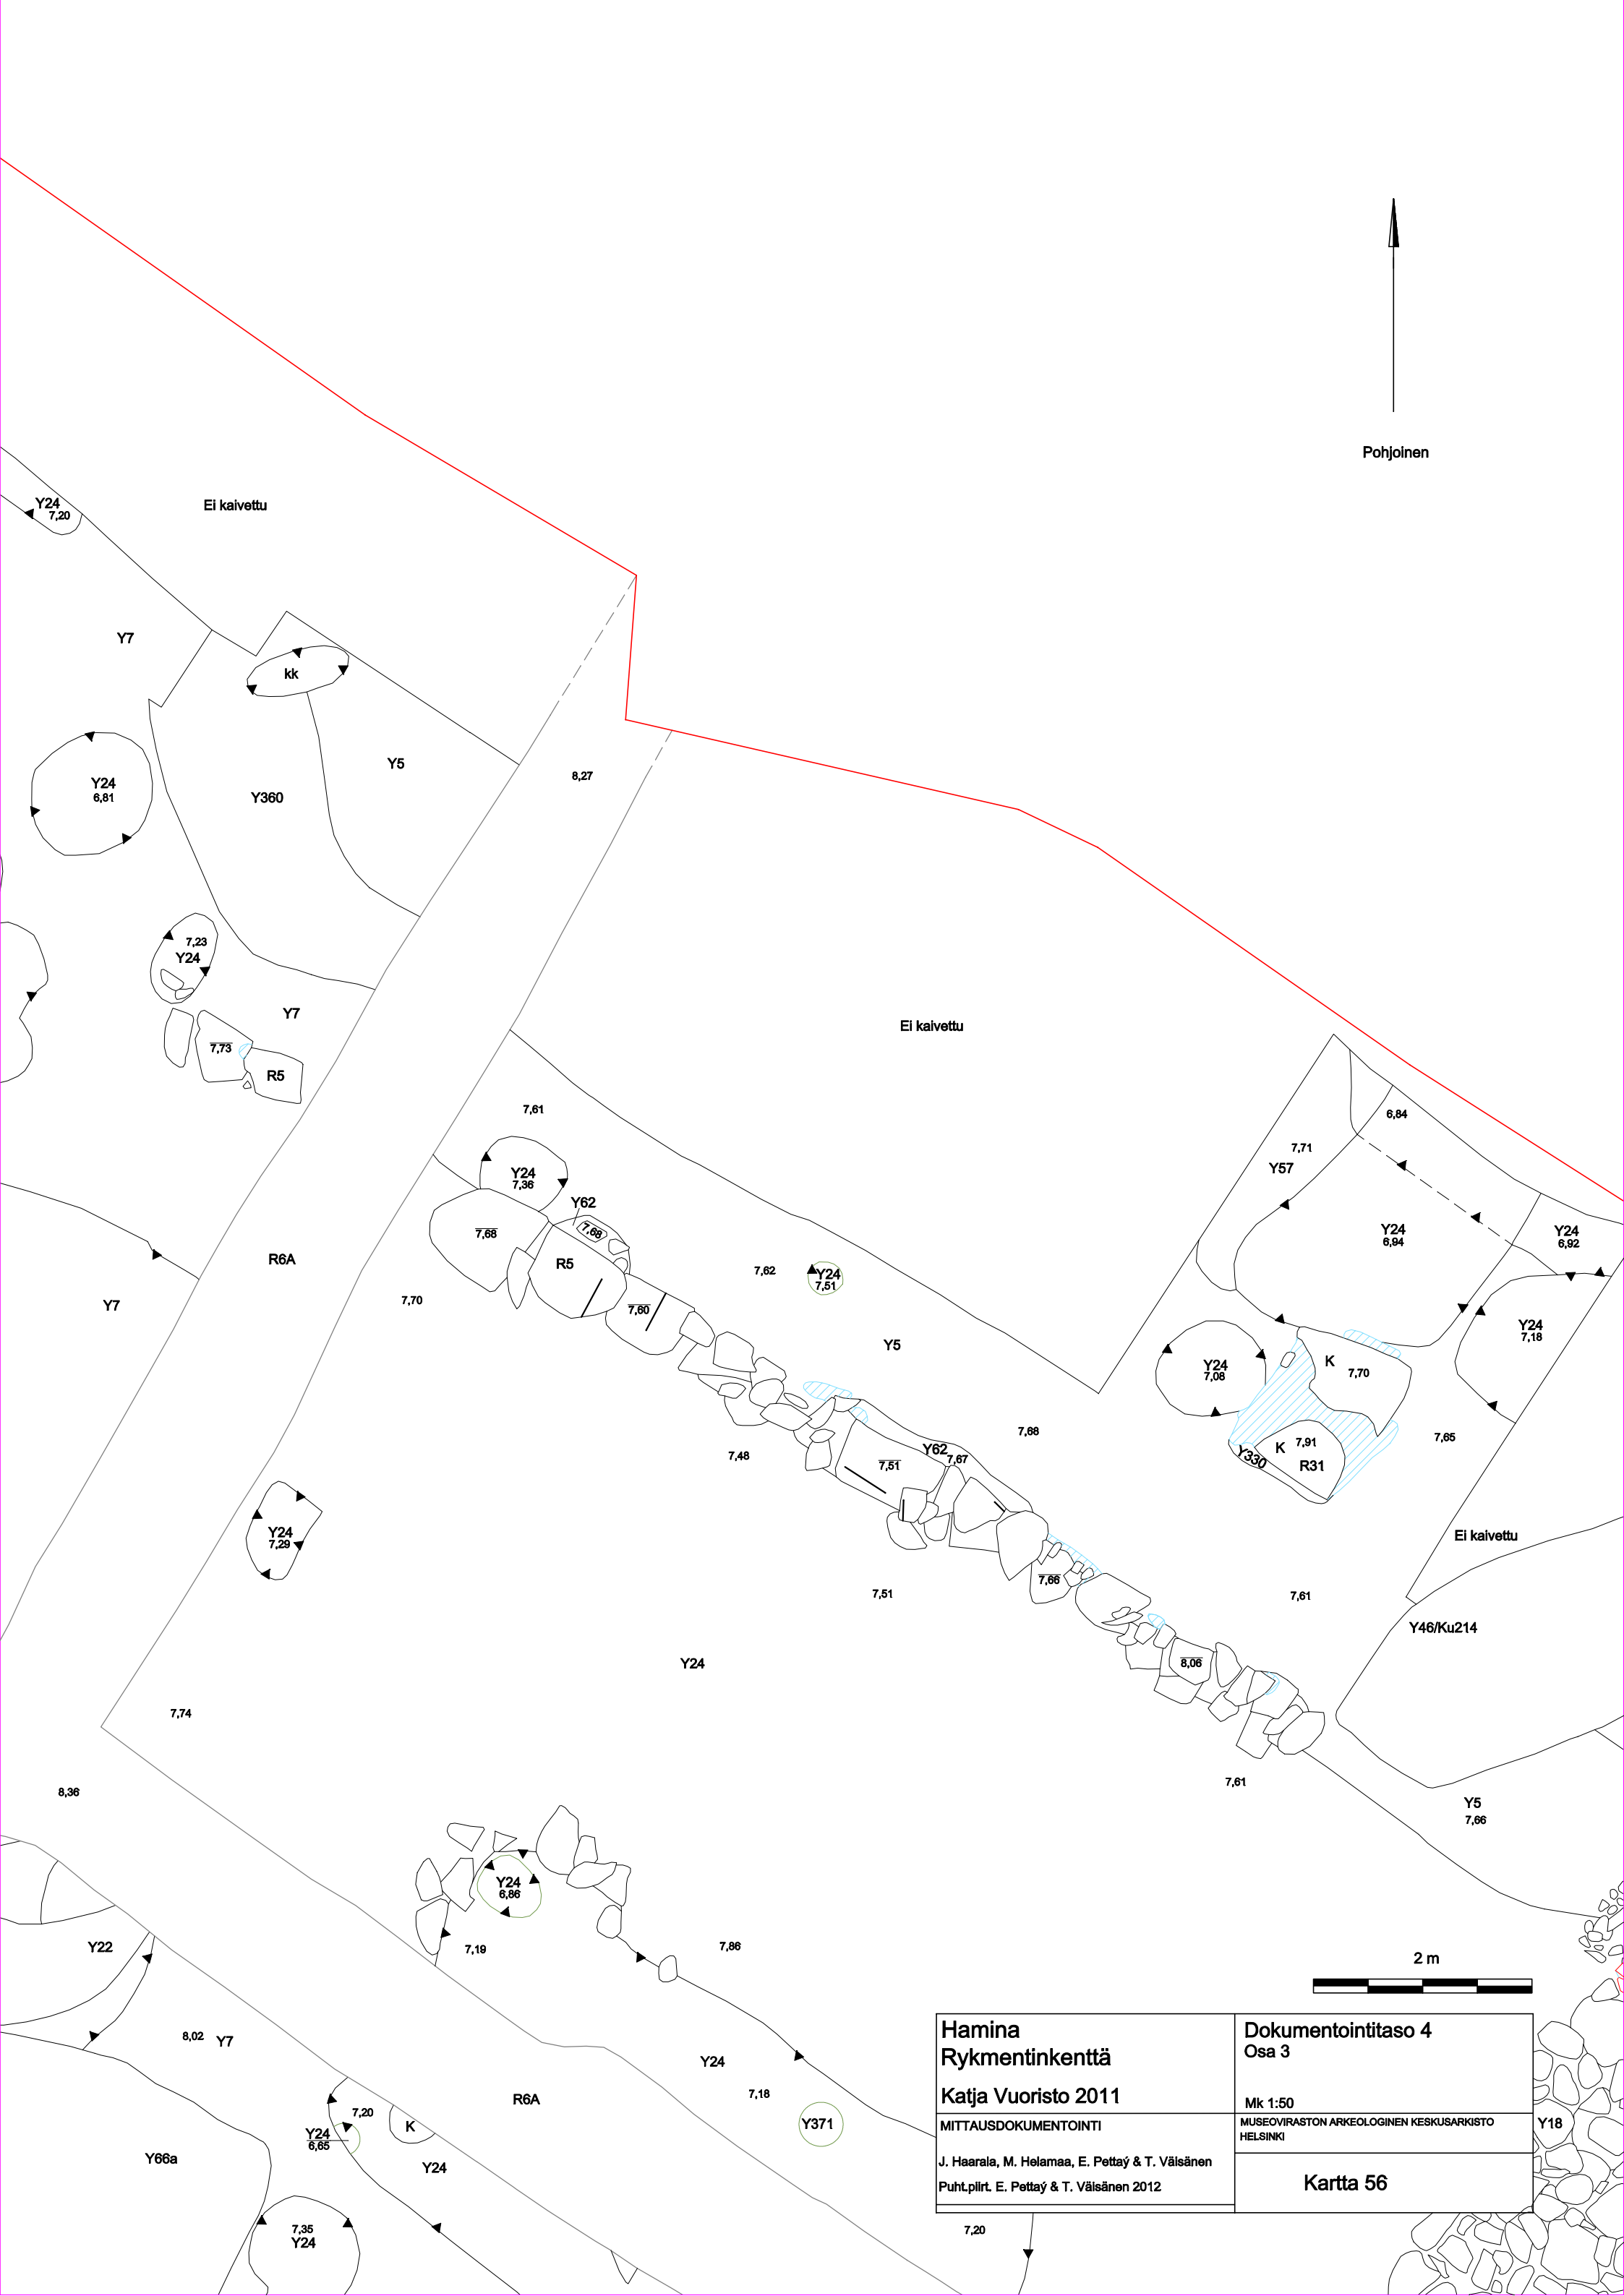 Pohjoinen
Y24
7,20
Ei kaivettu
Y7
kk
Y5
8,27
Y24
6,81
Y360
7,23
Y24
Y7
7,73
R5
Ei kaivettu
7,61
6,84
7,71
Y57
Y24
7,36
Y62
7,68
7,68
R5
Y24
6,94
Y24
6,92
R6A
7,62
Y24
7,51
7,70
Y7
7,60
Y24
7,18
Y5
K
7,70
Y24
7,08
7,68
7,65
7,48
Y62
7,67
7,51
K
7,91
R31
Y330
Y24
7,29
Ei kaivettu
7,66
7,51
7,61
Y46/Ku214
Y24
8,06
7,74
7,61
8,36
Y5
7,66
Y24
6,86
Y22
7,19
7,86
2 m
8,02
Y7
Y24
7,18
R6A
7,20
K
Y371
Y24
6,65
Y66a
Y24
Y18
7,35
Y24
7,20
Hamina
Rykmentinkenttä
Katja Vuoristo 2011
MITTAUSDOKUMENTOINTI
J. Haarala, M. Helamaa, E. Pettaý & T. Väisänen
Puht.piirt. E. Pettaý & T. Väisänen 2012
Dokumentointitaso 4
Osa 3
Mk 1:50
MUSEOVIRASTON ARKEOLOGINEN KESKUSARKISTO
HELSINKI
Kartta 56